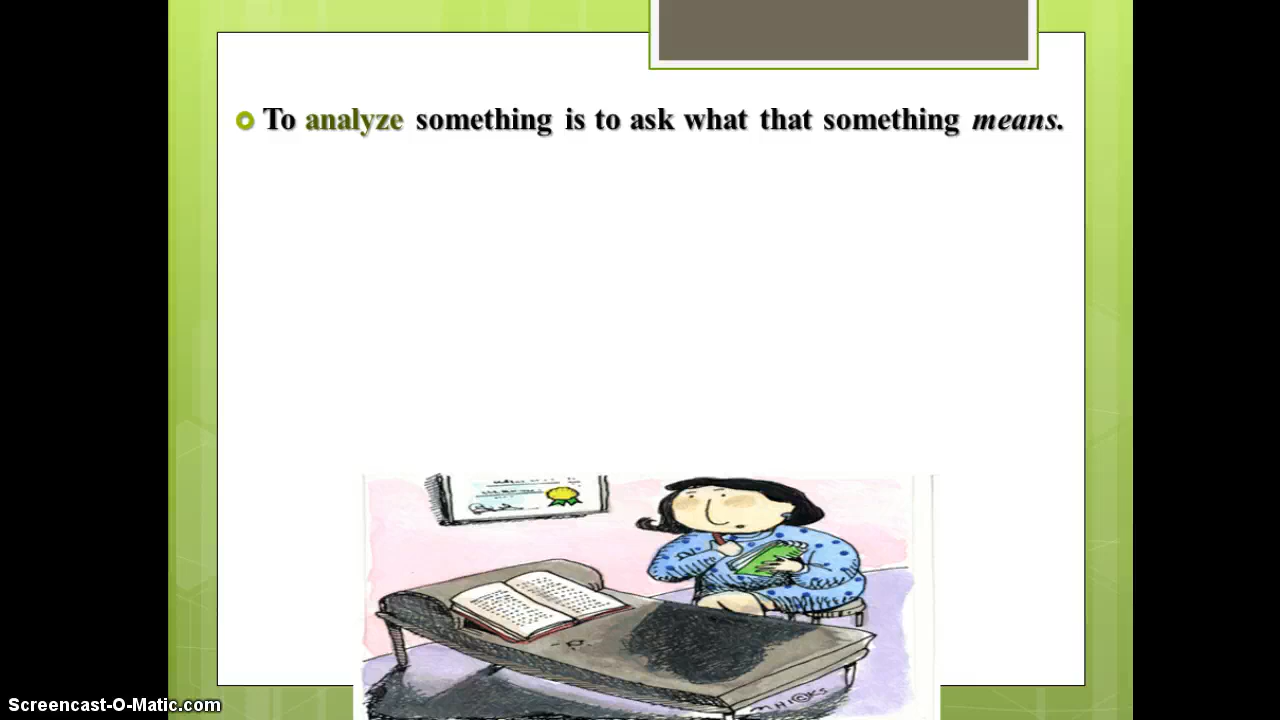 To analyze something is to ask what that something means.
Screencast-O-Matic.com